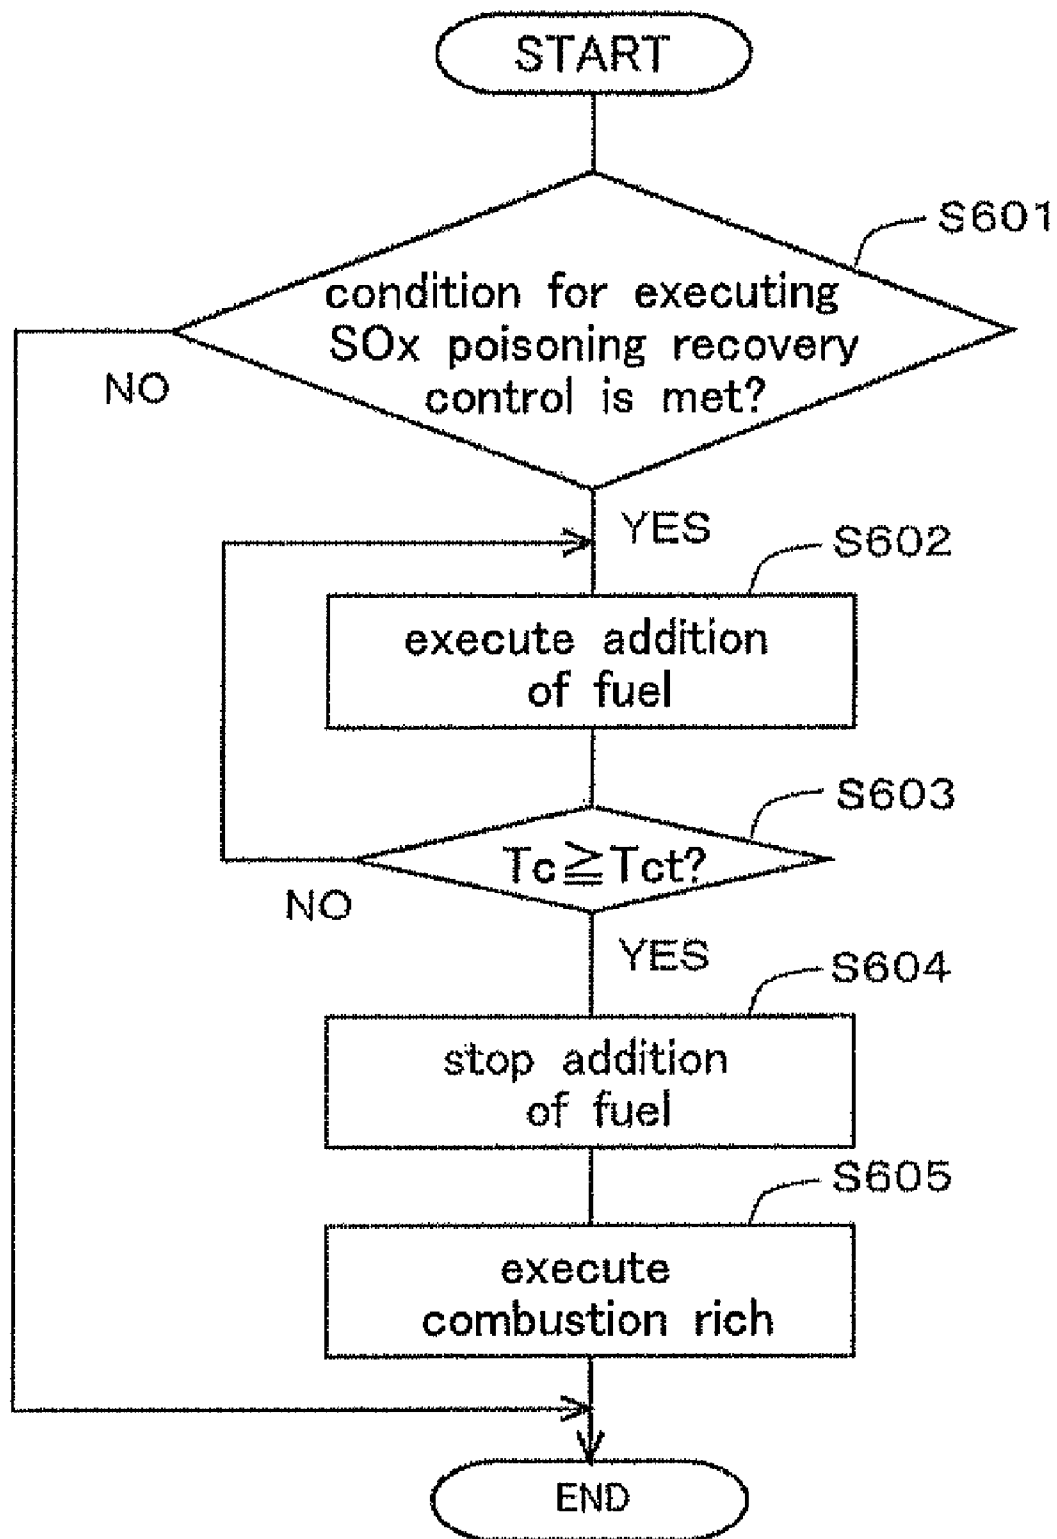 START
S601
condition for executing
SOx poisoning recovery
control is met?
NO
YES
S602
execute addition
of fuel
S603
Tc≧Tct?
NO
YES
S604
stop addition
of fuel
S605
execute
combustion rich
END